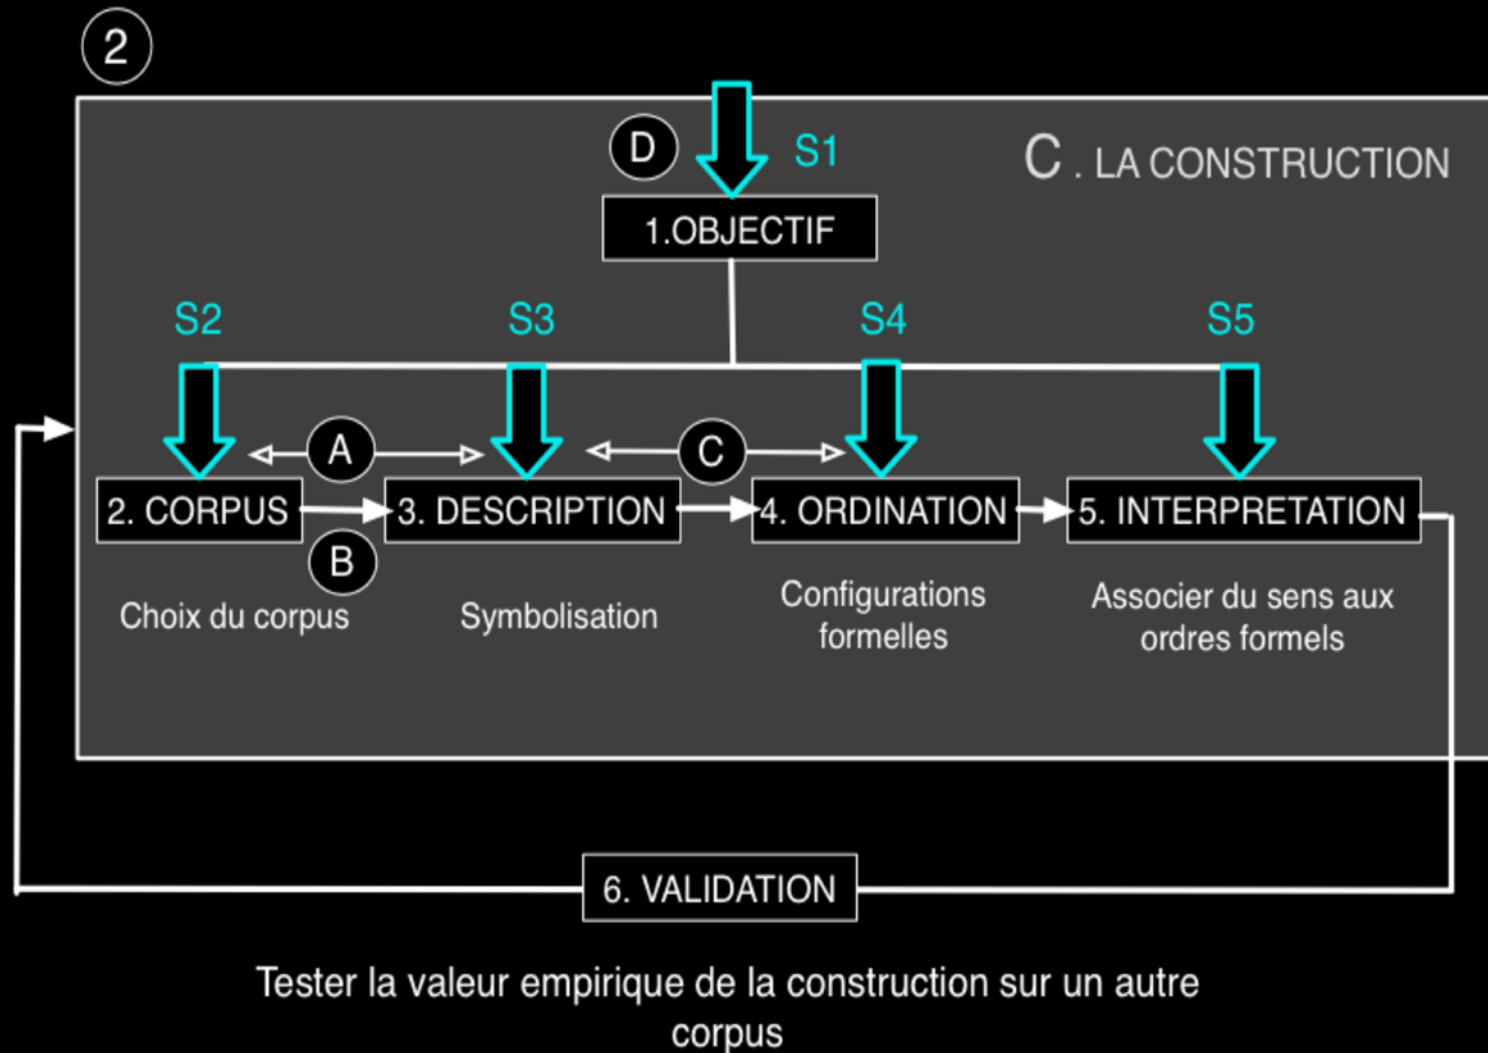 2
D
S1
C . LA CONSTRUCTION
1.OBJECTIF
S2
S3
S4
S5
A
C
2. CORPUS
3. DESCRIPTION
4. ORDINATION
5. INTERPRETATION
B
Choix du corpus
Symbolisation
Configurations
formelles
Associer du sens aux
ordres formels
6. VALIDATION
Tester la valeur empirique de la construction sur un autre
corpus